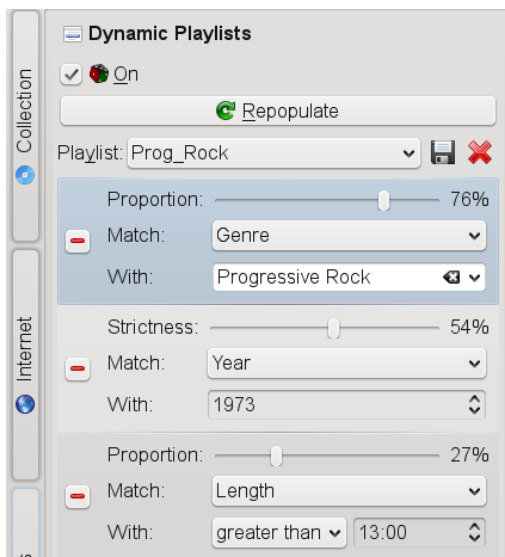 Dynamic Playlists
On
Repopulate
Playlist: Prog_Rock
Proportion: 76%
Match: Genre
With: Progressive Rock
Strictness: 54%
Match: Year
With: 1973
Proportion: 27%
Match: Length
With: greater than 13:00
Collection
Internet